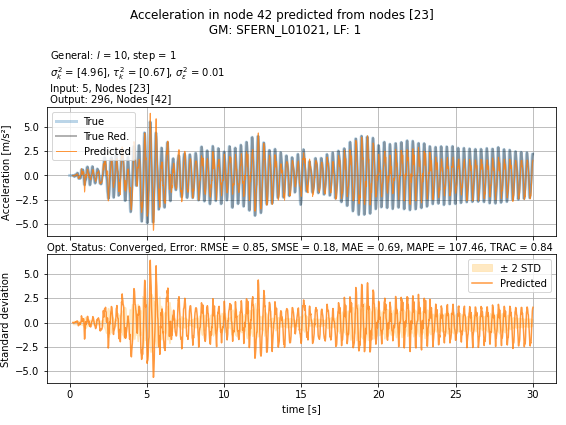 Acceleration in node 42 predicted from nodes [23]
GM: SFERN_L01021, LF: 1
General: l = 10, step = 1
σ²ₖ = [4.96], τ²ₖ = [0.67], σ²ε = 0.01
Input: 5, Nodes [23]
Output: 296, Nodes [42]
Acceleration [m/s²]
5.0
2.5
0.0
−2.5
−5.0
True
True Red.
Predicted
Opt. Status: Converged, Error: RMSE = 0.85, SMSE = 0.18, MAE = 0.69, MAPE = 107.46, TRAC = 0.84
Standard deviation
5.0
2.5
0.0
−2.5
−5.0
± 2 STD
Predicted
0 5 10 15 20 25 30
time [s]